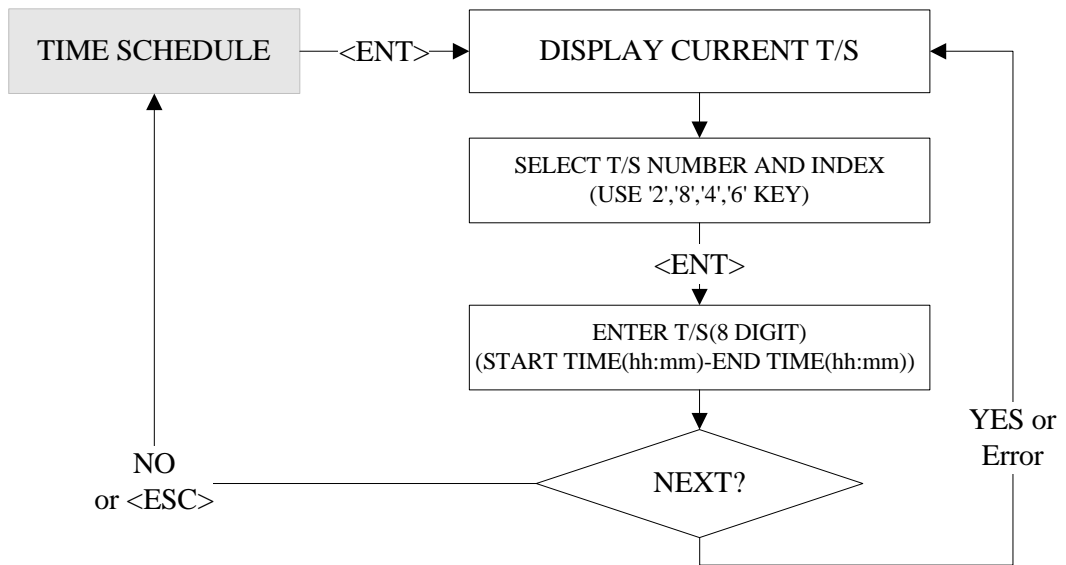 TIME SCHEDULE
<ENT>
DISPLAY CURRENT T/S
SELECT T/S NUMBER AND INDEX
(USE '2','8','4','6' KEY)
<ENT>
ENTER T/S(8 DIGIT)
(START TIME(hh:mm)-END TIME(hh:mm))
NEXT?
YES or
Error
NO
or <ESC>